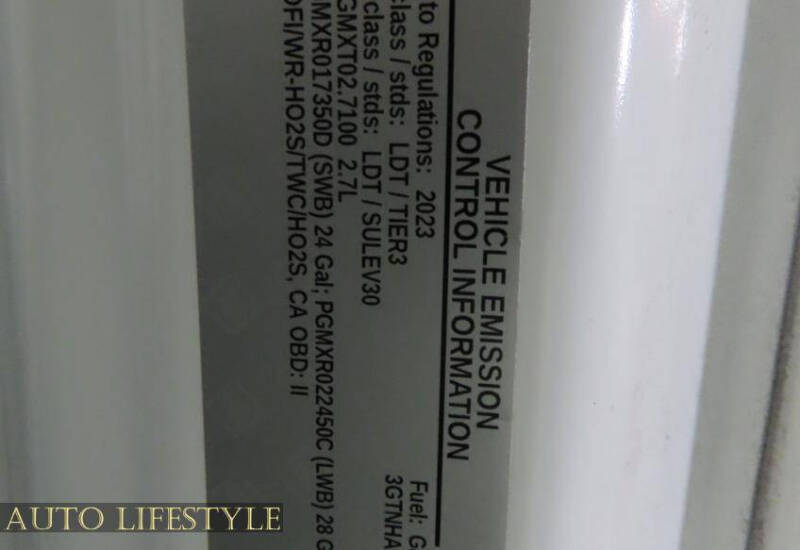 VEHICLE EMISSION
CONTROL INFORMATION
to Regulations: 2023
class / stds: LDT / TIER3
class / stds: LDT / SULEV30
GMXT02.7100 2.7L
MXR017350D (SWB) 24 Gal; PGMXR022450C (LWB) 28 G
DFI/WR-HO2S/TWC/HO2S, CA OBD: II
Fuel: G
3GTNHA
AUTO LIFESTYLE